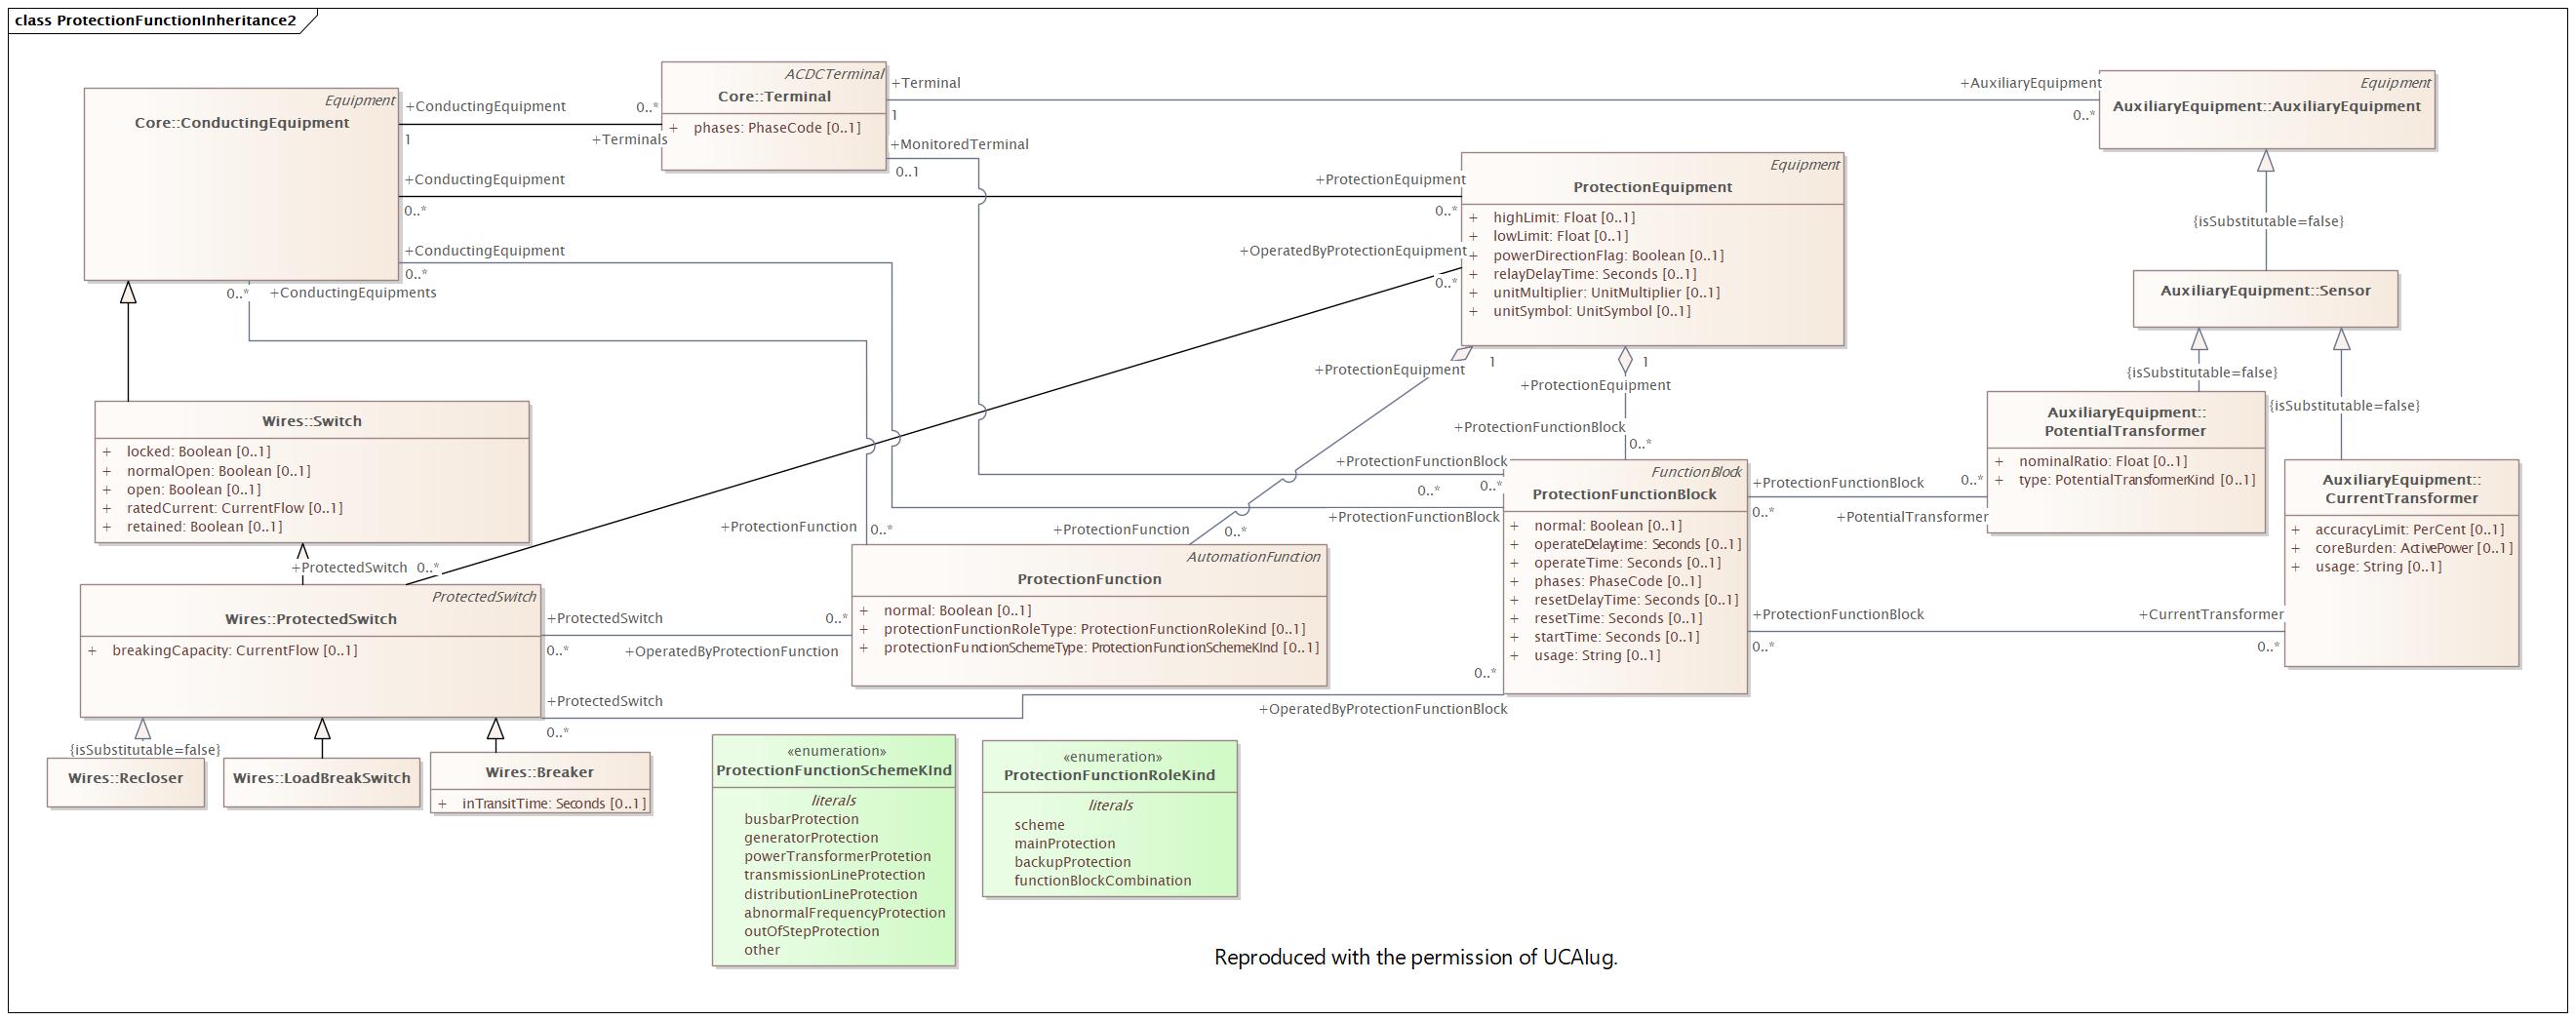 class ProtectionFunctionInheritance2
Equipment
Core::ConductingEquipment
ACDCTerminal
Core::Terminal
+ phases: PhaseCode [0..1]
+ConductingEquipment
0..*
1
+Terminals
+Terminal
1
+AuxiliaryEquipment
0..*
Equipment
AuxiliaryEquipment::AuxiliaryEquipment
+MonitoredTerminal
0..1
+ConductingEquipment
0..*
+ProtectionEquipment
0..*
Equipment
ProtectionEquipment
+ highLimit: Float [0..1]
+ lowLimit: Float [0..1]
+ powerDirectionFlag: Boolean [0..1]
+ relayDelayTime: Seconds [0..1]
+ unitMultiplier: UnitMultiplier [0..1]
+ unitSymbol: UnitSymbol [0..1]
{isSubstitutable=false}
+ConductingEquipment
0..*
+OperatedByProtectionEquipment
0..*
0..*
+ConductingEquipments
AuxiliaryEquipment::Sensor
1
+ProtectionEquipment
1
+ProtectionEquipment
{isSubstitutable=false}
{isSubstitutable=false}
Wires::Switch
+ locked: Boolean [0..1]
+ normalOpen: Boolean [0..1]
+ open: Boolean [0..1]
+ ratedCurrent: CurrentFlow [0..1]
+ retained: Boolean [0..1]
+ProtectionFunctionBlock
0..*
AuxiliaryEquipment::
PotentialTransformer
+ nominalRatio: Float [0..1]
+ type: PotentialTransformerKind [0..1]
+ProtectionFunctionBlock
0..*
0..*
+ProtectionFunctionBlock
FunctionBlock
ProtectionFunctionBlock
+ normal: Boolean [0..1]
+ operateDelaytime: Seconds [0..1]
+ operateTime: Seconds [0..1]
+ phases: PhaseCode [0..1]
+ resetDelayTime: Seconds [0..1]
+ resetTime: Seconds [0..1]
+ startTime: Seconds [0..1]
+ usage: String [0..1]
+ProtectionFunctionBlock
0..*
0..*
+PotentialTransformer
AuxiliaryEquipment::
CurrentTransformer
+ accuracyLimit: PerCent [0..1]
+ coreBurden: ActivePower [0..1]
+ usage: String [0..1]
+ProtectionFunction
0..*
+ProtectionFunction
0..*
+ProtectedSwitch 0..*
ProtectedSwitch
Wires::ProtectedSwitch
+ breakingCapacity: CurrentFlow [0..1]
AutomationFunction
ProtectionFunction
+ normal: Boolean [0..1]
+ protectionFunctionRoleType: ProtectionFunctionRoleKind [0..1]
+ protectionFunctionSchemeType: ProtectionFunctionSchemeKInd [0..1]
+ProtectedSwitch
0..*
0..*
+OperatedByProtectionFunction
+ProtectionFunctionBlock
0..*
+CurrentTransformer
0..*
+ProtectedSwitch
0..*
0..*
+OperatedByProtectionFunctionBlock
{isSubstitutable=false}
Wires::Recloser
Wires::LoadBreakSwitch
Wires::Breaker
+ inTransitTime: Seconds [0..1]
«enumeration»
ProtectionFunctionSchemeKInd
literals
busbarProtection
generatorProtection
powerTransformerProtetion
transmissionLineProtection
distributionLineProtection
abnormalFrequencyProtection
outOfStepProtection
other
«enumeration»
ProtectionFunctionRoleKind
literals
scheme
mainProtection
backupProtection
functionBlockCombination
Reproduced with the permission of UCAIug.